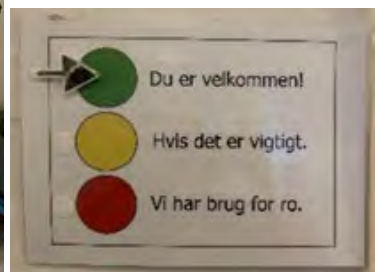 Du er velkommen!
Hvis det er vigtigt.
Vi har brug for ro.